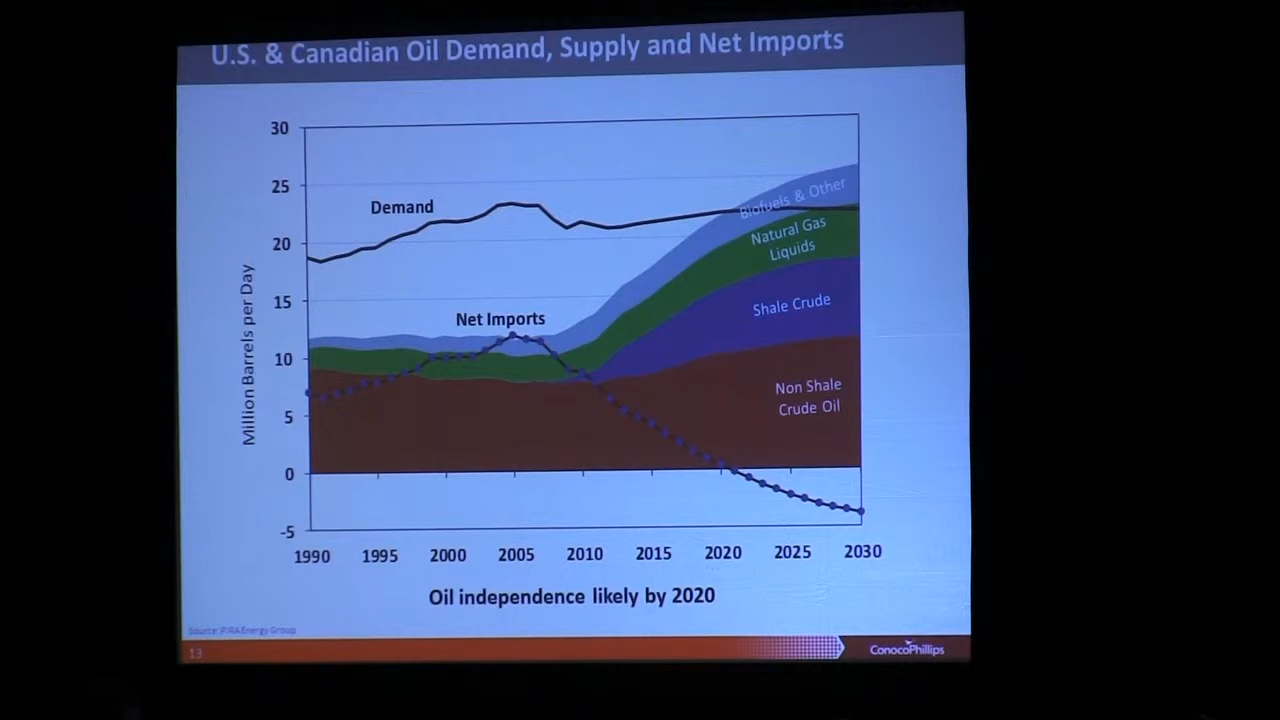 U.S. & Canadian Oil Demand, Supply and Net Imports
30
25
20
15
10
5
0
-5
Million Barrels per Day
Demand
Net Imports
Biofuels & Other
Natural Gas
Liquids
Shale Crude
Non Shale
Crude Oil
1990 1995 2000 2005 2010 2015 2020 2025 2030
Oil independence likely by 2020
Source: PIRA Energy Group
13
ConocoPhillips